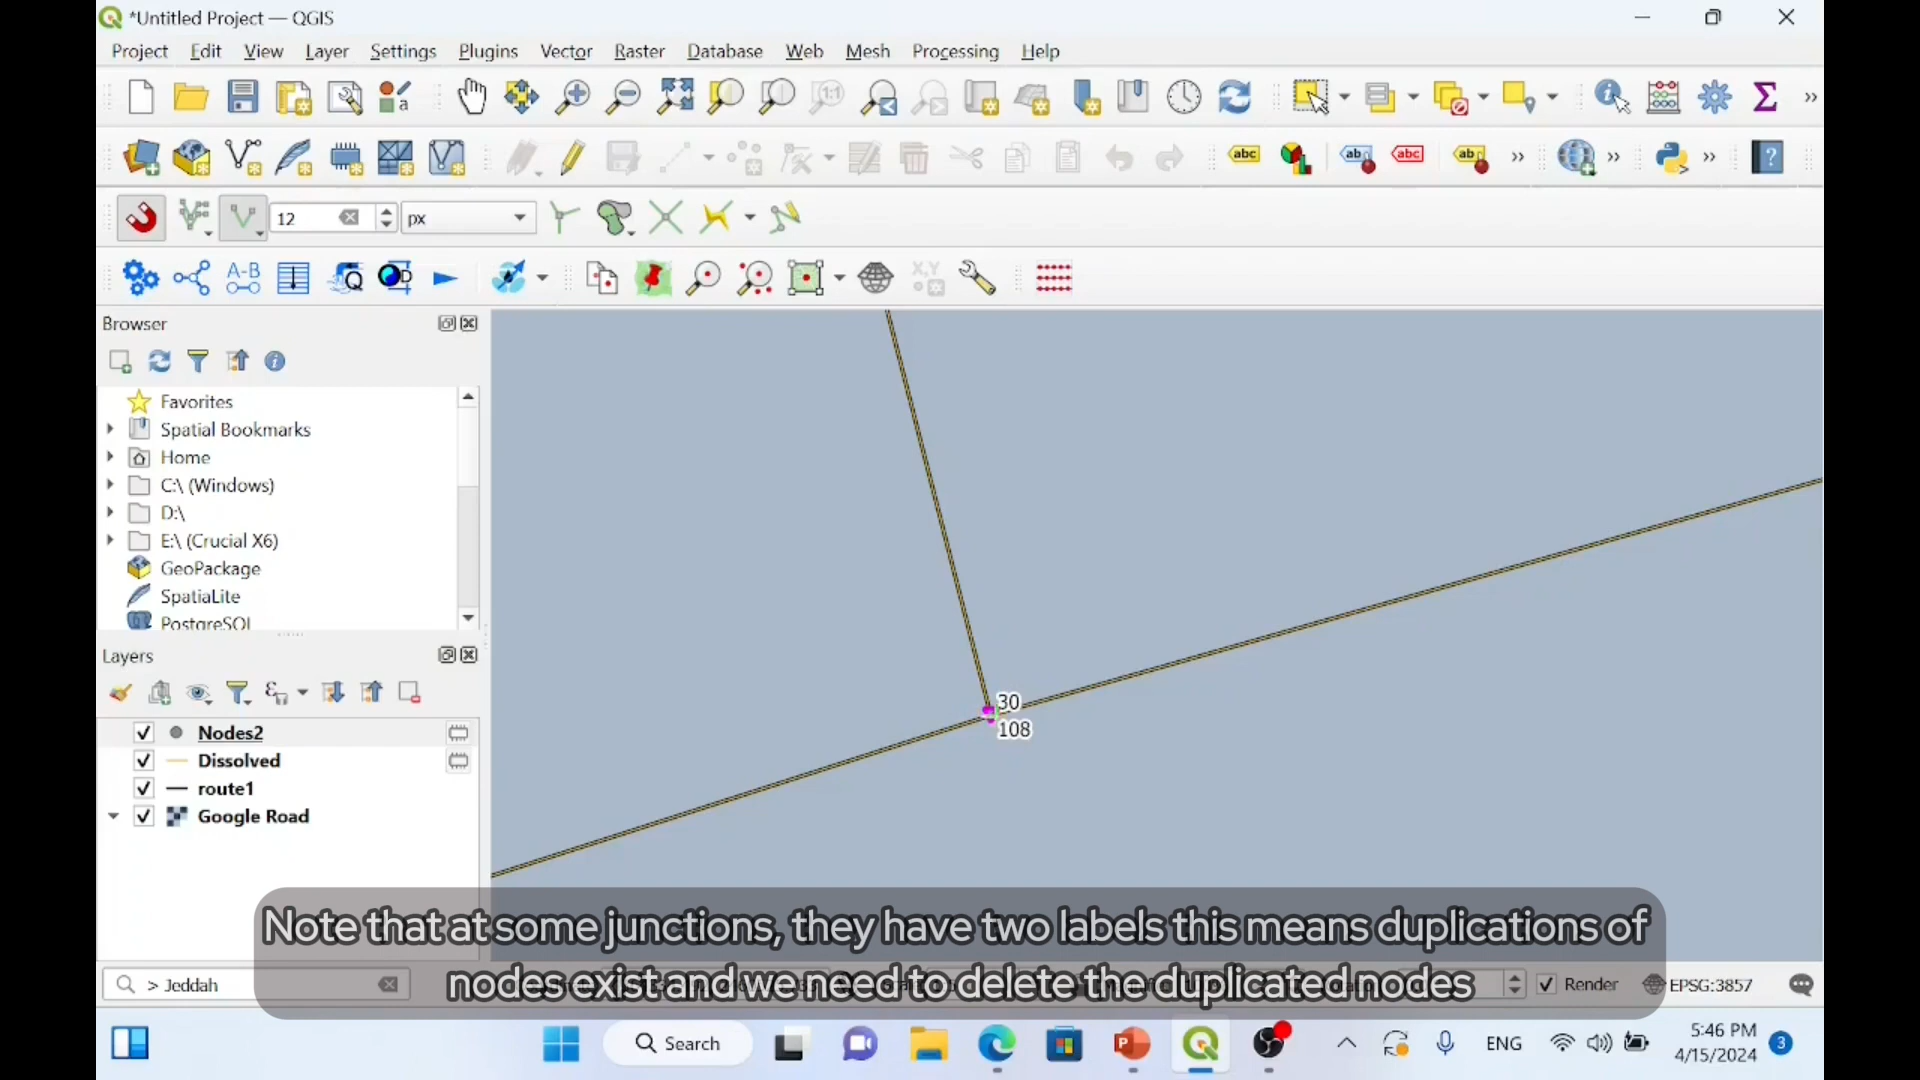 *Untitled Project — QGIS
Project Edit View Layer Settings Plugins Vector Raster Database Web Mesh Processing Help
12 px
Browser
Favorites
Spatial Bookmarks
Home
C:\ (Windows)
D:\
E:\ (Crucial X6)
GeoPackage
SpatiaLite
PostgreSQL
Layers
Nodes2
Dissolved
route1
Google Road
30
108
Note that at some junctions, they have two labels this means duplications of
nodes exist and we need to delete the duplicated nodes
> Jeddah
Render EPSG:3857
Search
ENG
5:46 PM
4/15/2024
3